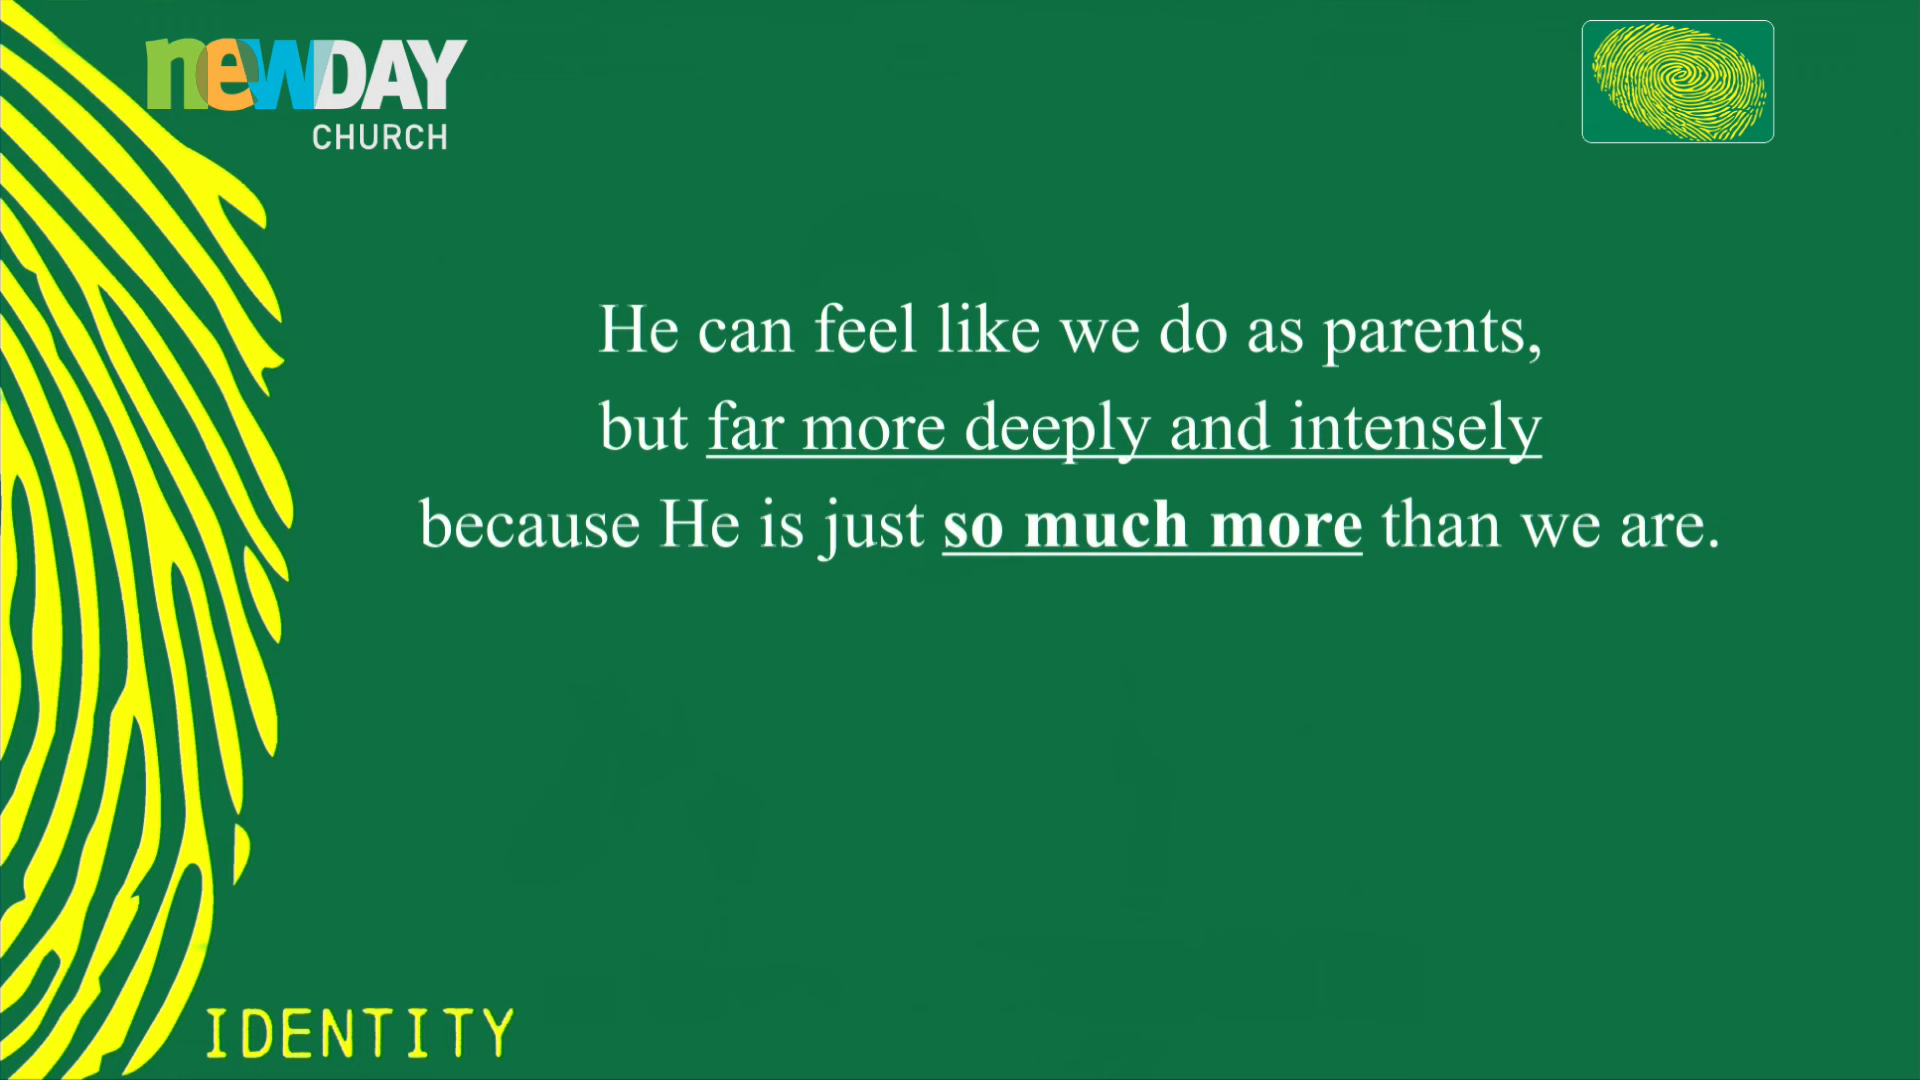 newDAY
CHURCH
He can feel like we do as parents,
but far more deeply and intensely
because He is just so much more than we are.
IDENTITY